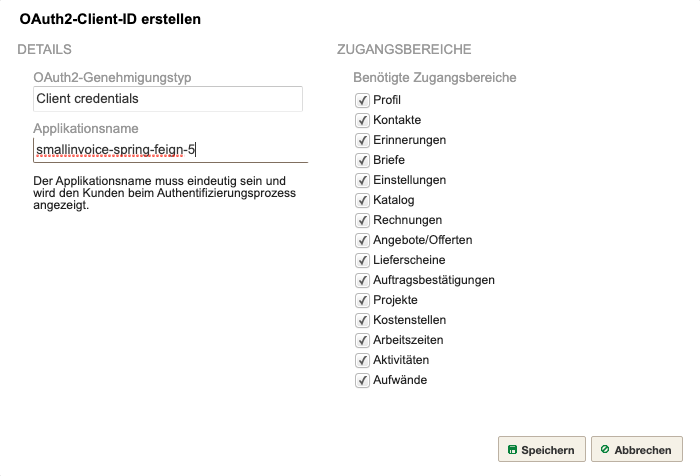 OAuth2-Client-ID erstellen
DETAILS
OAuth2-Genehmigungstyp
Client credentials
Applikationsname
smallinvoice-spring-feign-5
Der Applikationsname muss eindeutig sein und
wird den Kunden beim Authentifizierungsprozess
angezeigt.
ZUGANGSBEREICHE
Benötigte Zugangsbereiche
Profil
Kontakte
Erinnerungen
Briefe
Einstellungen
Katalog
Rechnungen
Angebote/Offerten
Lieferscheine
Auftragsbestätigungen
Projekte
Kostenstellen
Arbeitszeiten
Aktivitäten
Aufwände
Speichern
Abbrechen